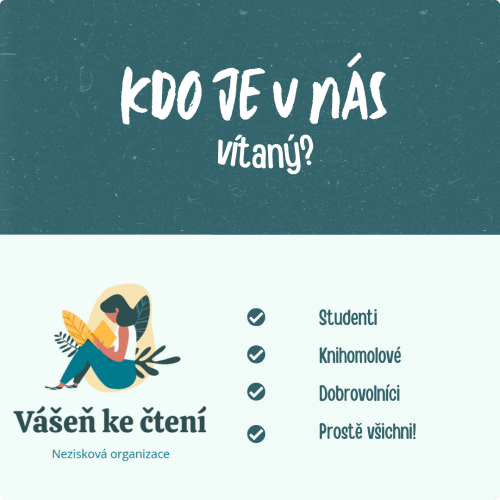 KDO JE V NÁS
vítaný?
Studenti
Knihomolové
Dobrovolníci
Prostě všichni!
Vášeň ke čtení
Nezisková organizace